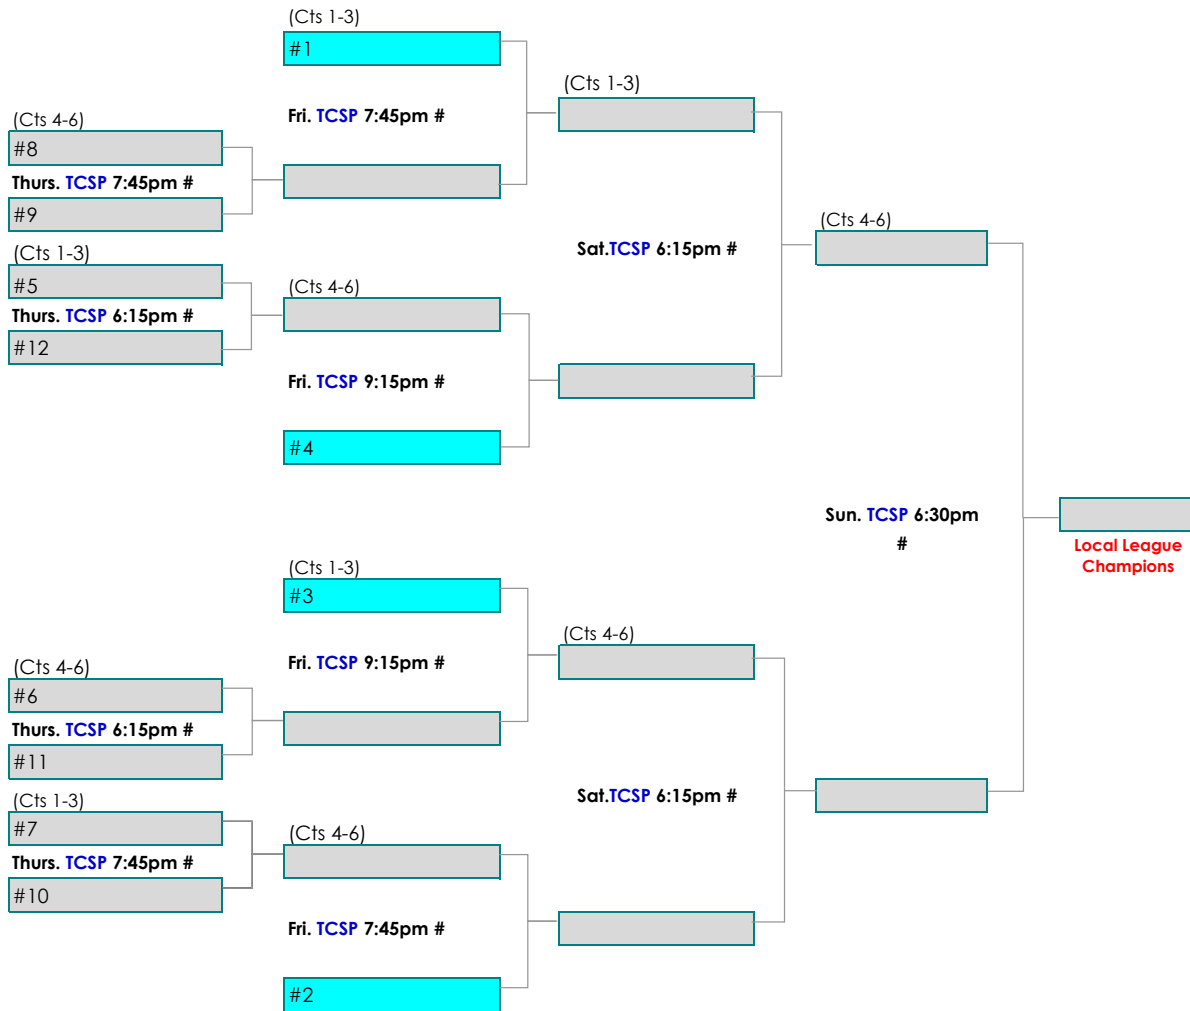 (Cts 1-3)
#1
Fri. TCSP 7:45pm #
(Cts 1-3)
(Cts 4-6)
#8
Thurs. TCSP 7:45pm #
#9
(Cts 4-6)
Sat.TCSP 6:15pm #
(Cts 1-3)
#5
Thurs. TCSP 6:15pm #
#12
(Cts 4-6)
Fri. TCSP 9:15pm #
#4
Sun. TCSP 6:30pm
#
Local League
Champions
(Cts 1-3)
#3
Fri. TCSP 9:15pm #
(Cts 4-6)
(Cts 4-6)
#6
Thurs. TCSP 6:15pm #
#11
Sat.TCSP 6:15pm #
(Cts 1-3)
#7
Thurs. TCSP 7:45pm #
#10
(Cts 4-6)
Fri. TCSP 7:45pm #
#2